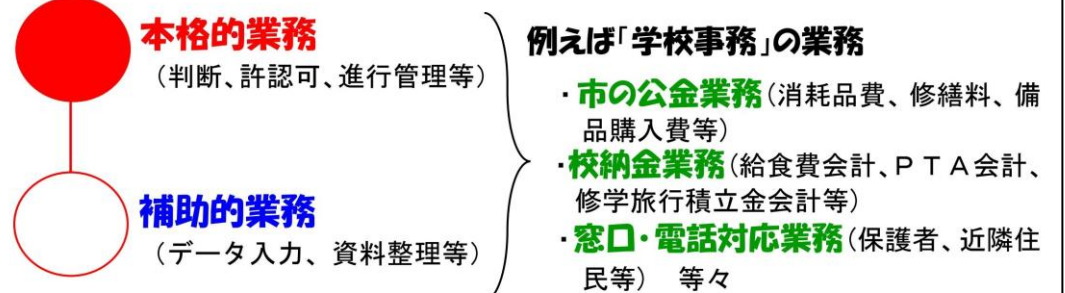 本格的業務
（判断、許認可、進行管理等）
補助的業務
（データ入力、資料整理等）
例えば「学校事務」の業務
・市の公金業務（消耗品費、修繕料、備
品購入費等）
・校納金業務（給食費会計、ＰＴＡ会計、
修学旅行積立金会計等）
・窓口・電話対応業務（保護者、近隣住
民等）　等々